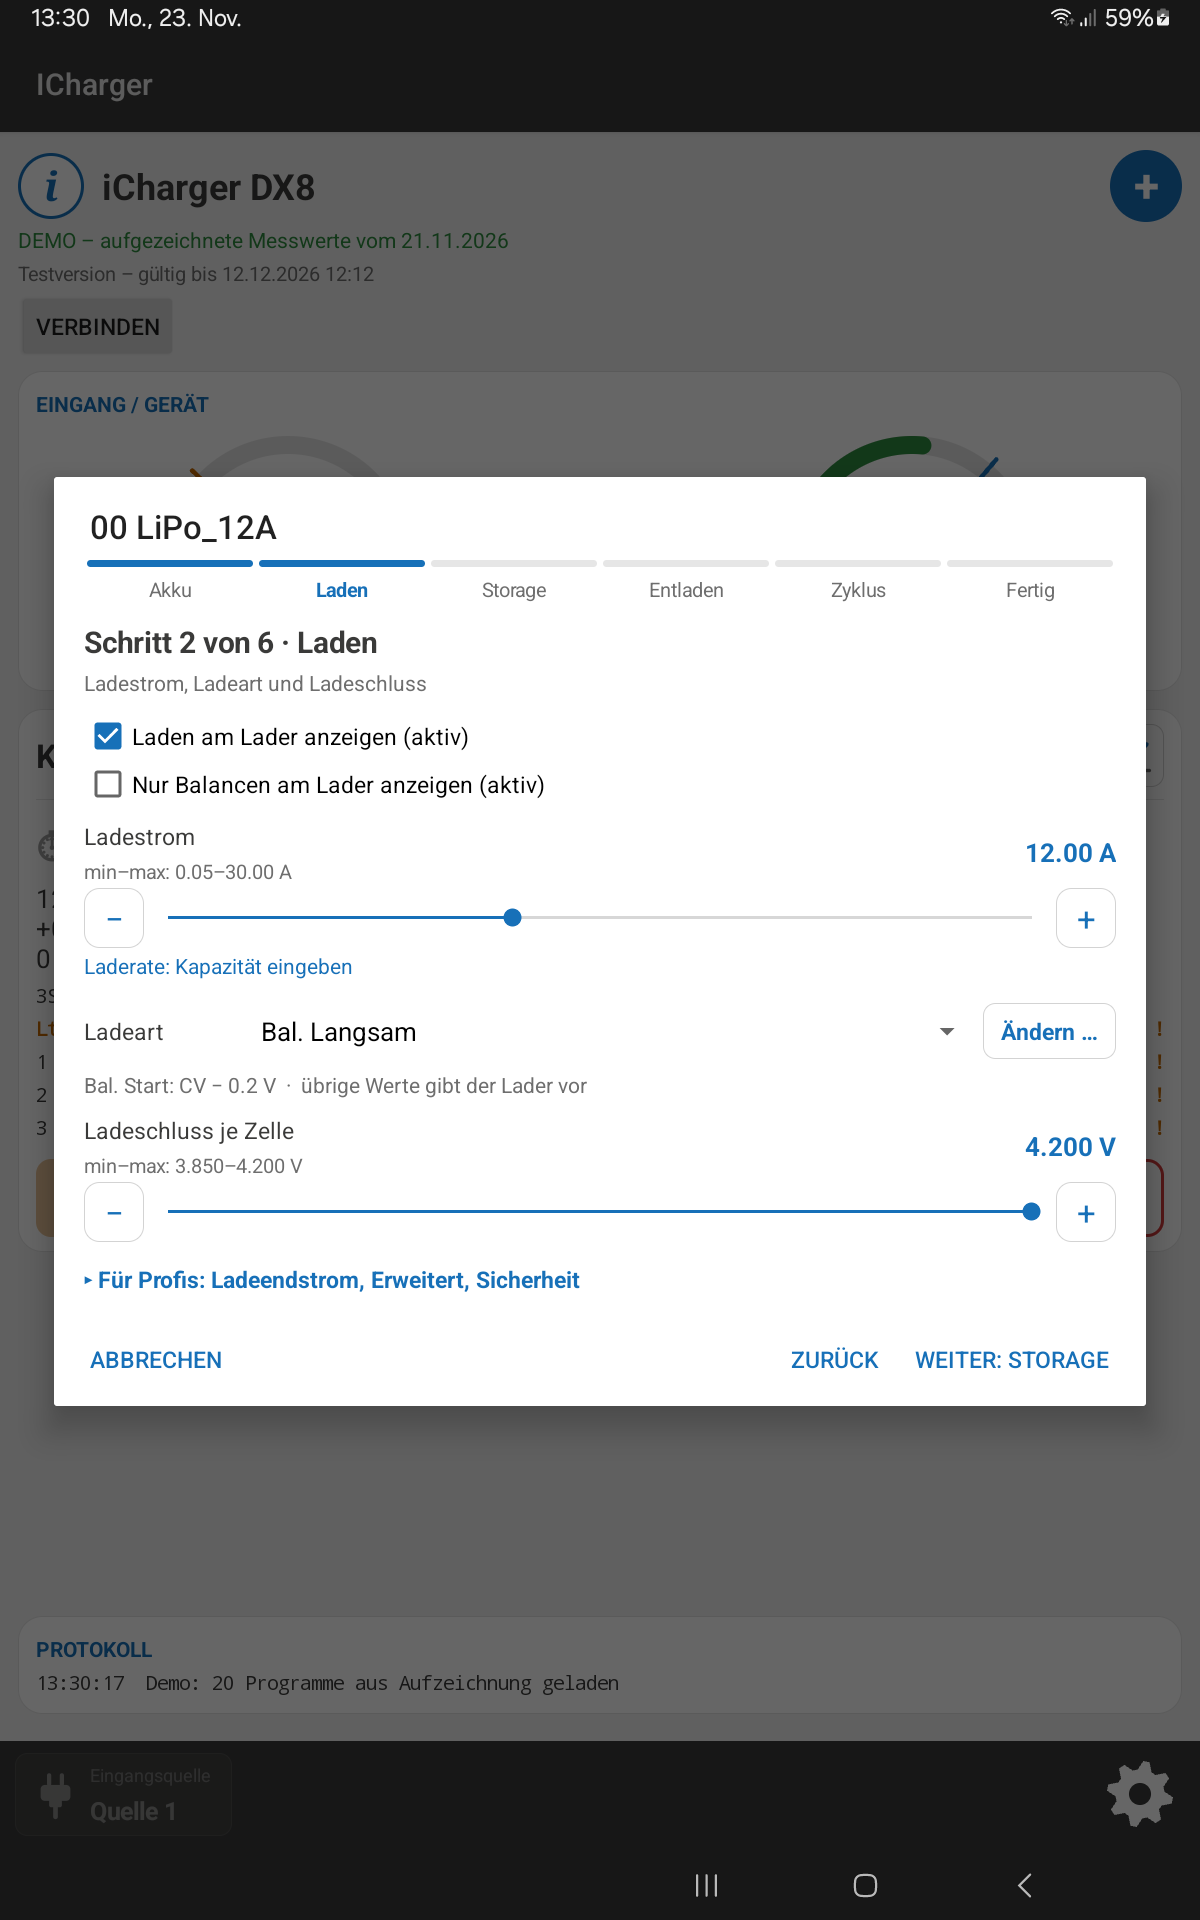 13:30 Mo., 23. Nov.
59%
ICharger
i iCharger DX8
+
DEMO – aufgezeichnete Messwerte vom 21.11.2026
Testversion – gültig bis 12.12.2026 12:12
VERBINDEN
EINGANG / GERÄT
00 LiPo_12A
Akku Laden Storage Entladen Zyklus Fertig
Schritt 2 von 6 · Laden
Ladestrom, Ladeart und Ladeschluss
Laden am Lader anzeigen (aktiv)
Nur Balancen am Lader anzeigen (aktiv)
Ladestrom
12.00 A
min–max: 0.05–30.00 A
− +
Laderate: Kapazität eingeben
Ladeart Bal. Langsam Ändern ...
Bal. Start: CV − 0.2 V · übrige Werte gibt der Lader vor
Ladeschluss je Zelle
4.200 V
min–max: 3.850–4.200 V
− +
▸ Für Profis: Ladeendstrom, Erweitert, Sicherheit
ABBRECHEN ZURÜCK WEITER: STORAGE
1 !
2 !
3 !
PROTOKOLL
13:30:17 Demo: 20 Programme aus Aufzeichnung geladen
Eingangsquelle
Quelle 1